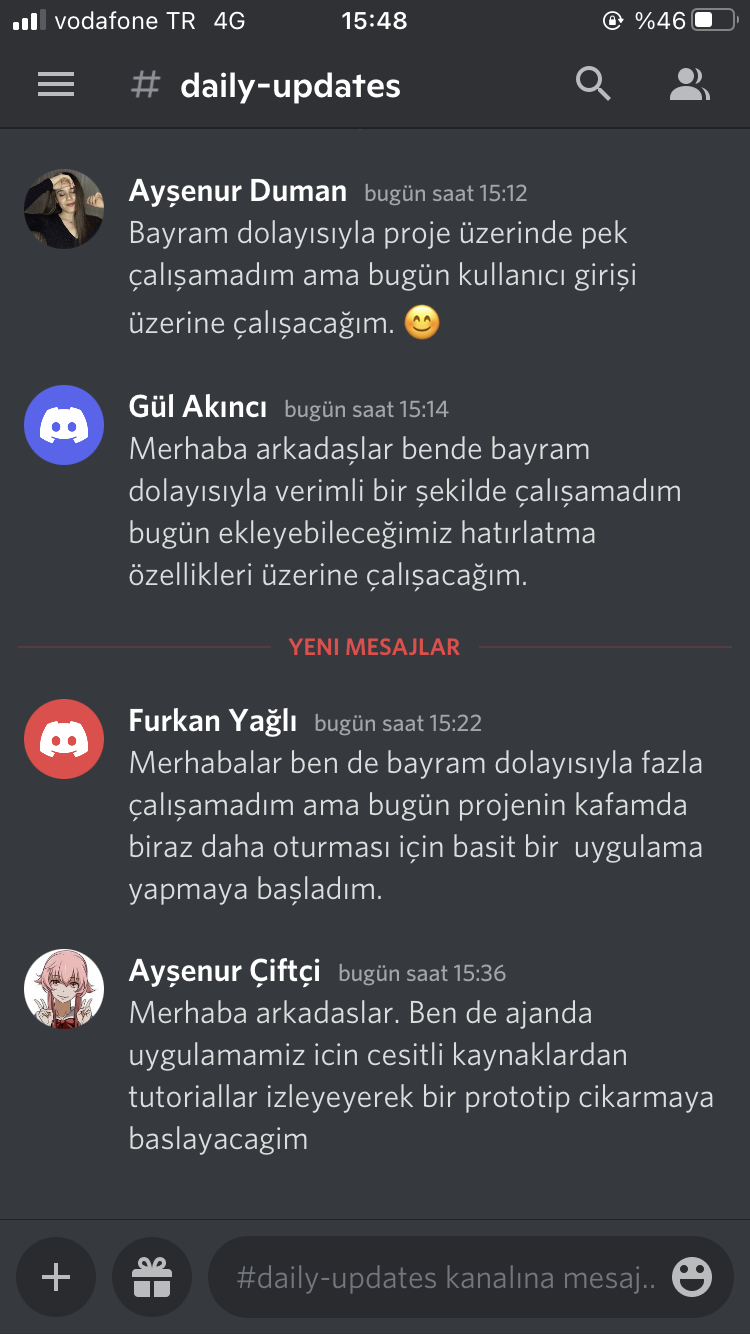 vodafone TR 4G 15:48 %46
# daily-updates
Ayşenur Duman bugün saat 15:12
Bayram dolayısıyla proje üzerinde pek
çalışamadım ama bugün kullanıcı girişi
üzerine çalışacağım. 😊
Gül Akıncı bugün saat 15:14
Merhaba arkadaşlar bende bayram
dolayısıyla verimli bir şekilde çalışamadım
bugün ekleyebileceğimiz hatırlatma
özellikleri üzerine çalışacağım.
YENI MESAJLAR
Furkan Yağlı bugün saat 15:22
Merhabalar ben de bayram dolayısıyla fazla
çalışamadım ama bugün projenin kafamda
biraz daha oturması için basit bir  uygulama
yapmaya başladım.
Ayşenur Çiftçi bugün saat 15:36
Merhaba arkadaslar. Ben de ajanda
uygulamamiz icin cesitli kaynaklardan
tutoriallar izleyeyerek bir prototip cikarmaya
baslayacagim
#daily-updates kanalına mesaj..